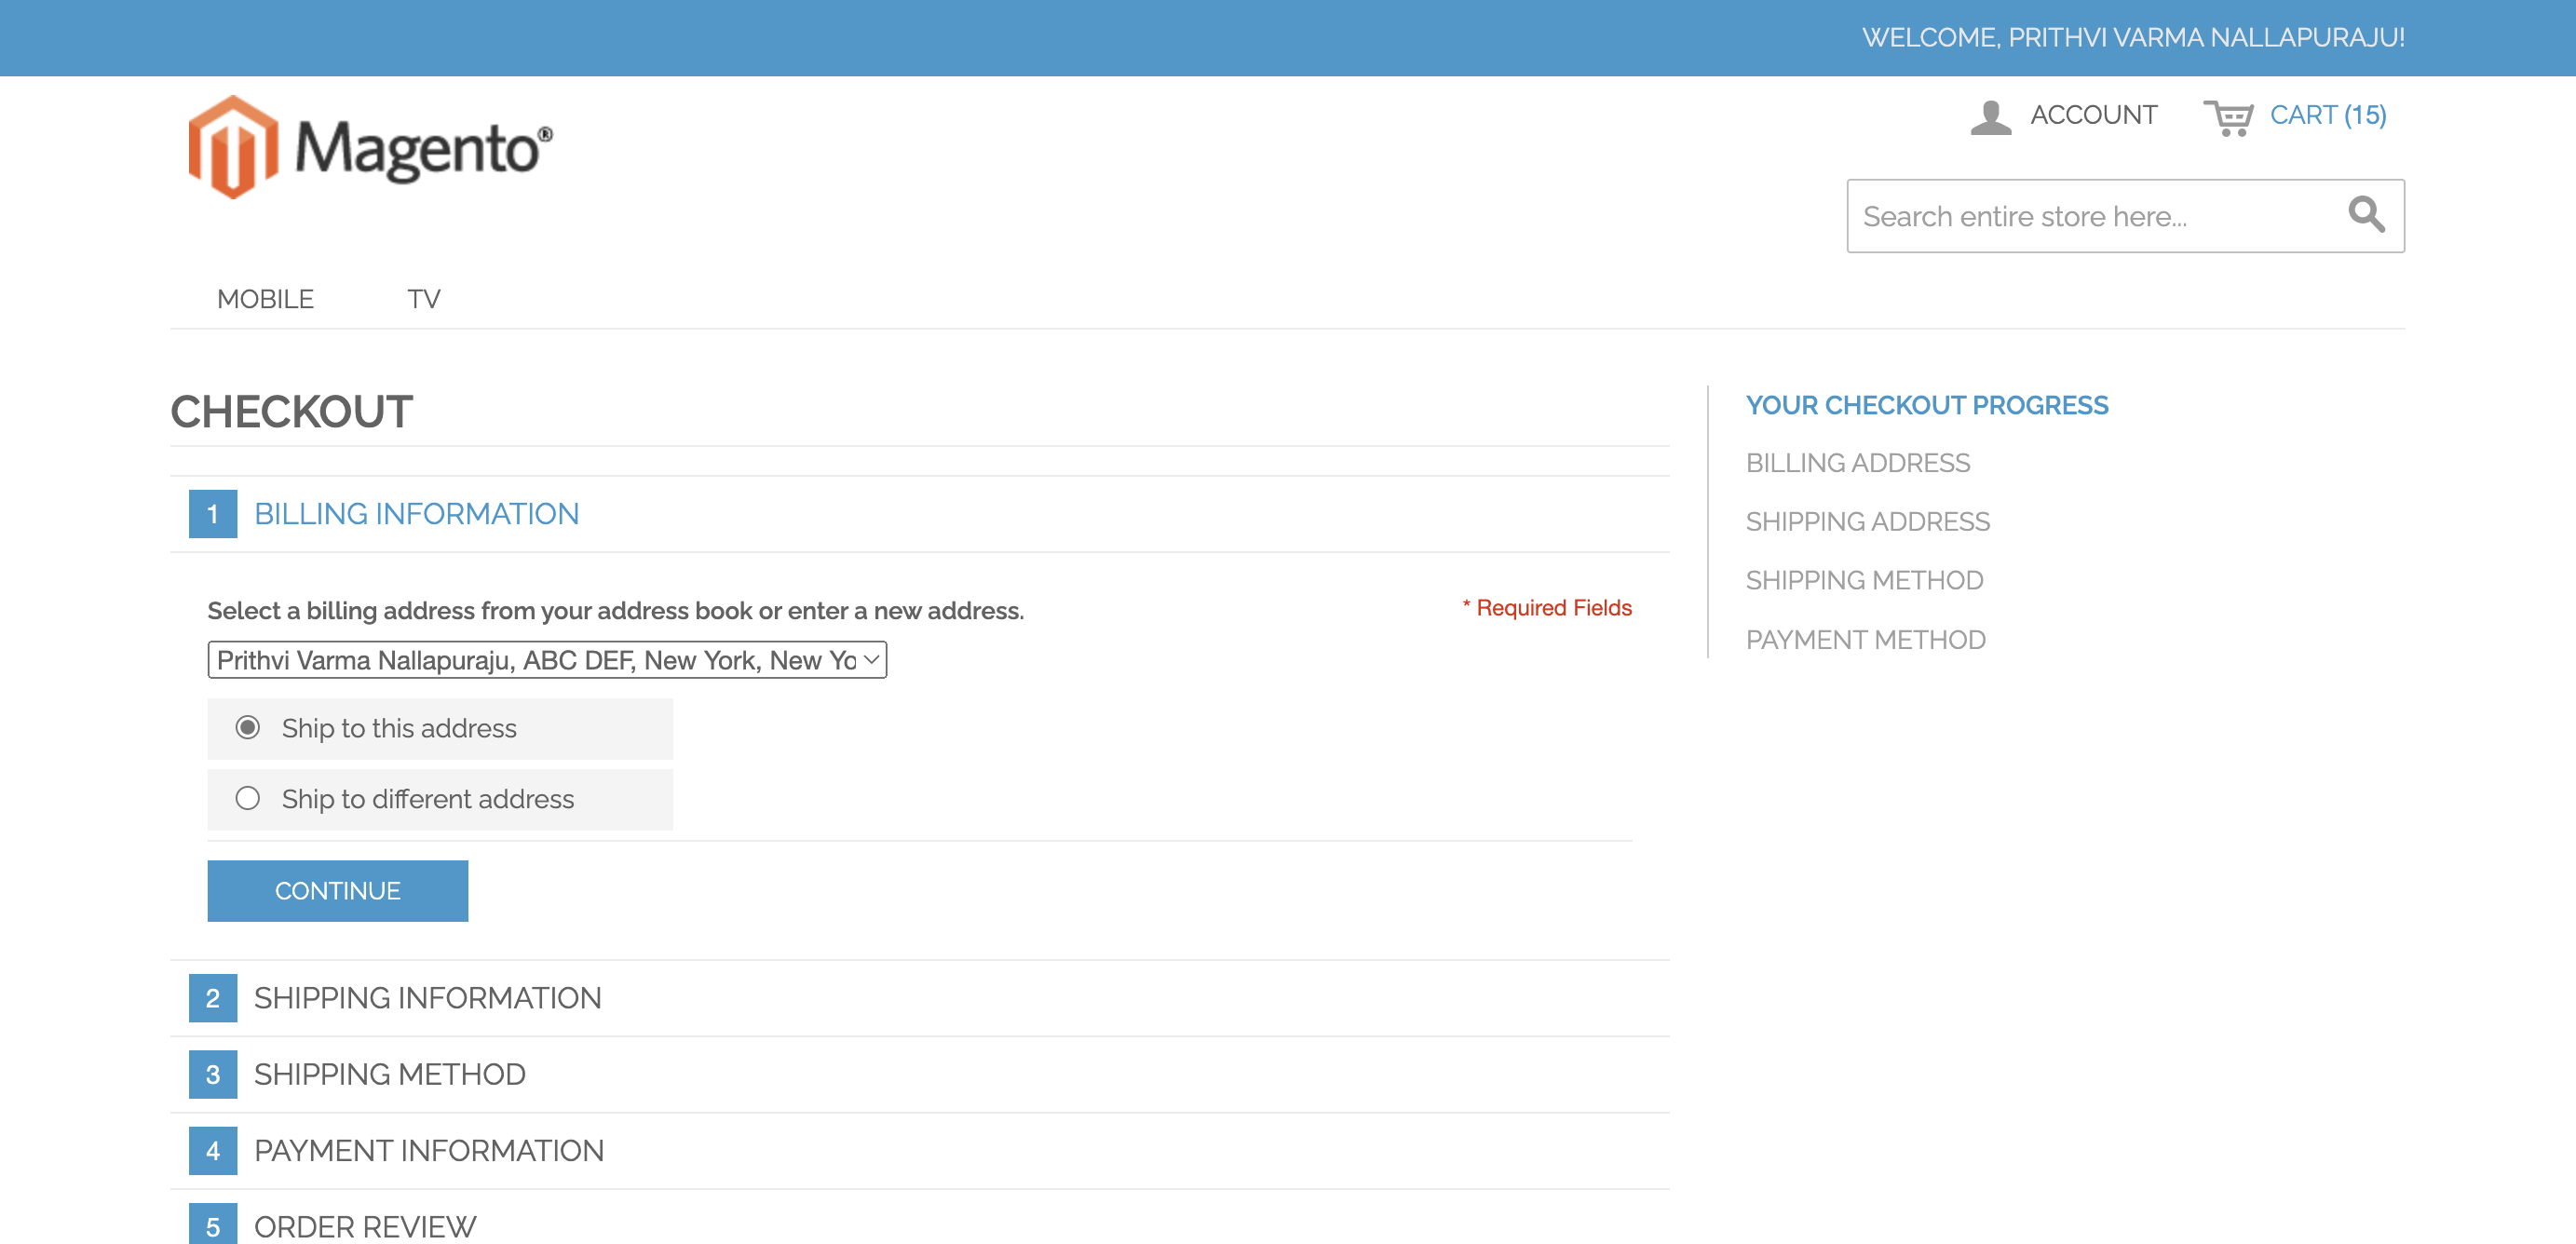 WELCOME, PRITHVI VARMA NALLAPURAJU!
Magento®
ACCOUNT
CART (15)
Search entire store here...
MOBILE
TV
CHECKOUT
1 BILLING INFORMATION
Select a billing address from your address book or enter a new address.
* Required Fields
Prithvi Varma Nallapuraju, ABC DEF, New York, New Yo
Ship to this address
Ship to different address
CONTINUE
2 SHIPPING INFORMATION
3 SHIPPING METHOD
4 PAYMENT INFORMATION
5 ORDER REVIEW
YOUR CHECKOUT PROGRESS
BILLING ADDRESS
SHIPPING ADDRESS
SHIPPING METHOD
PAYMENT METHOD